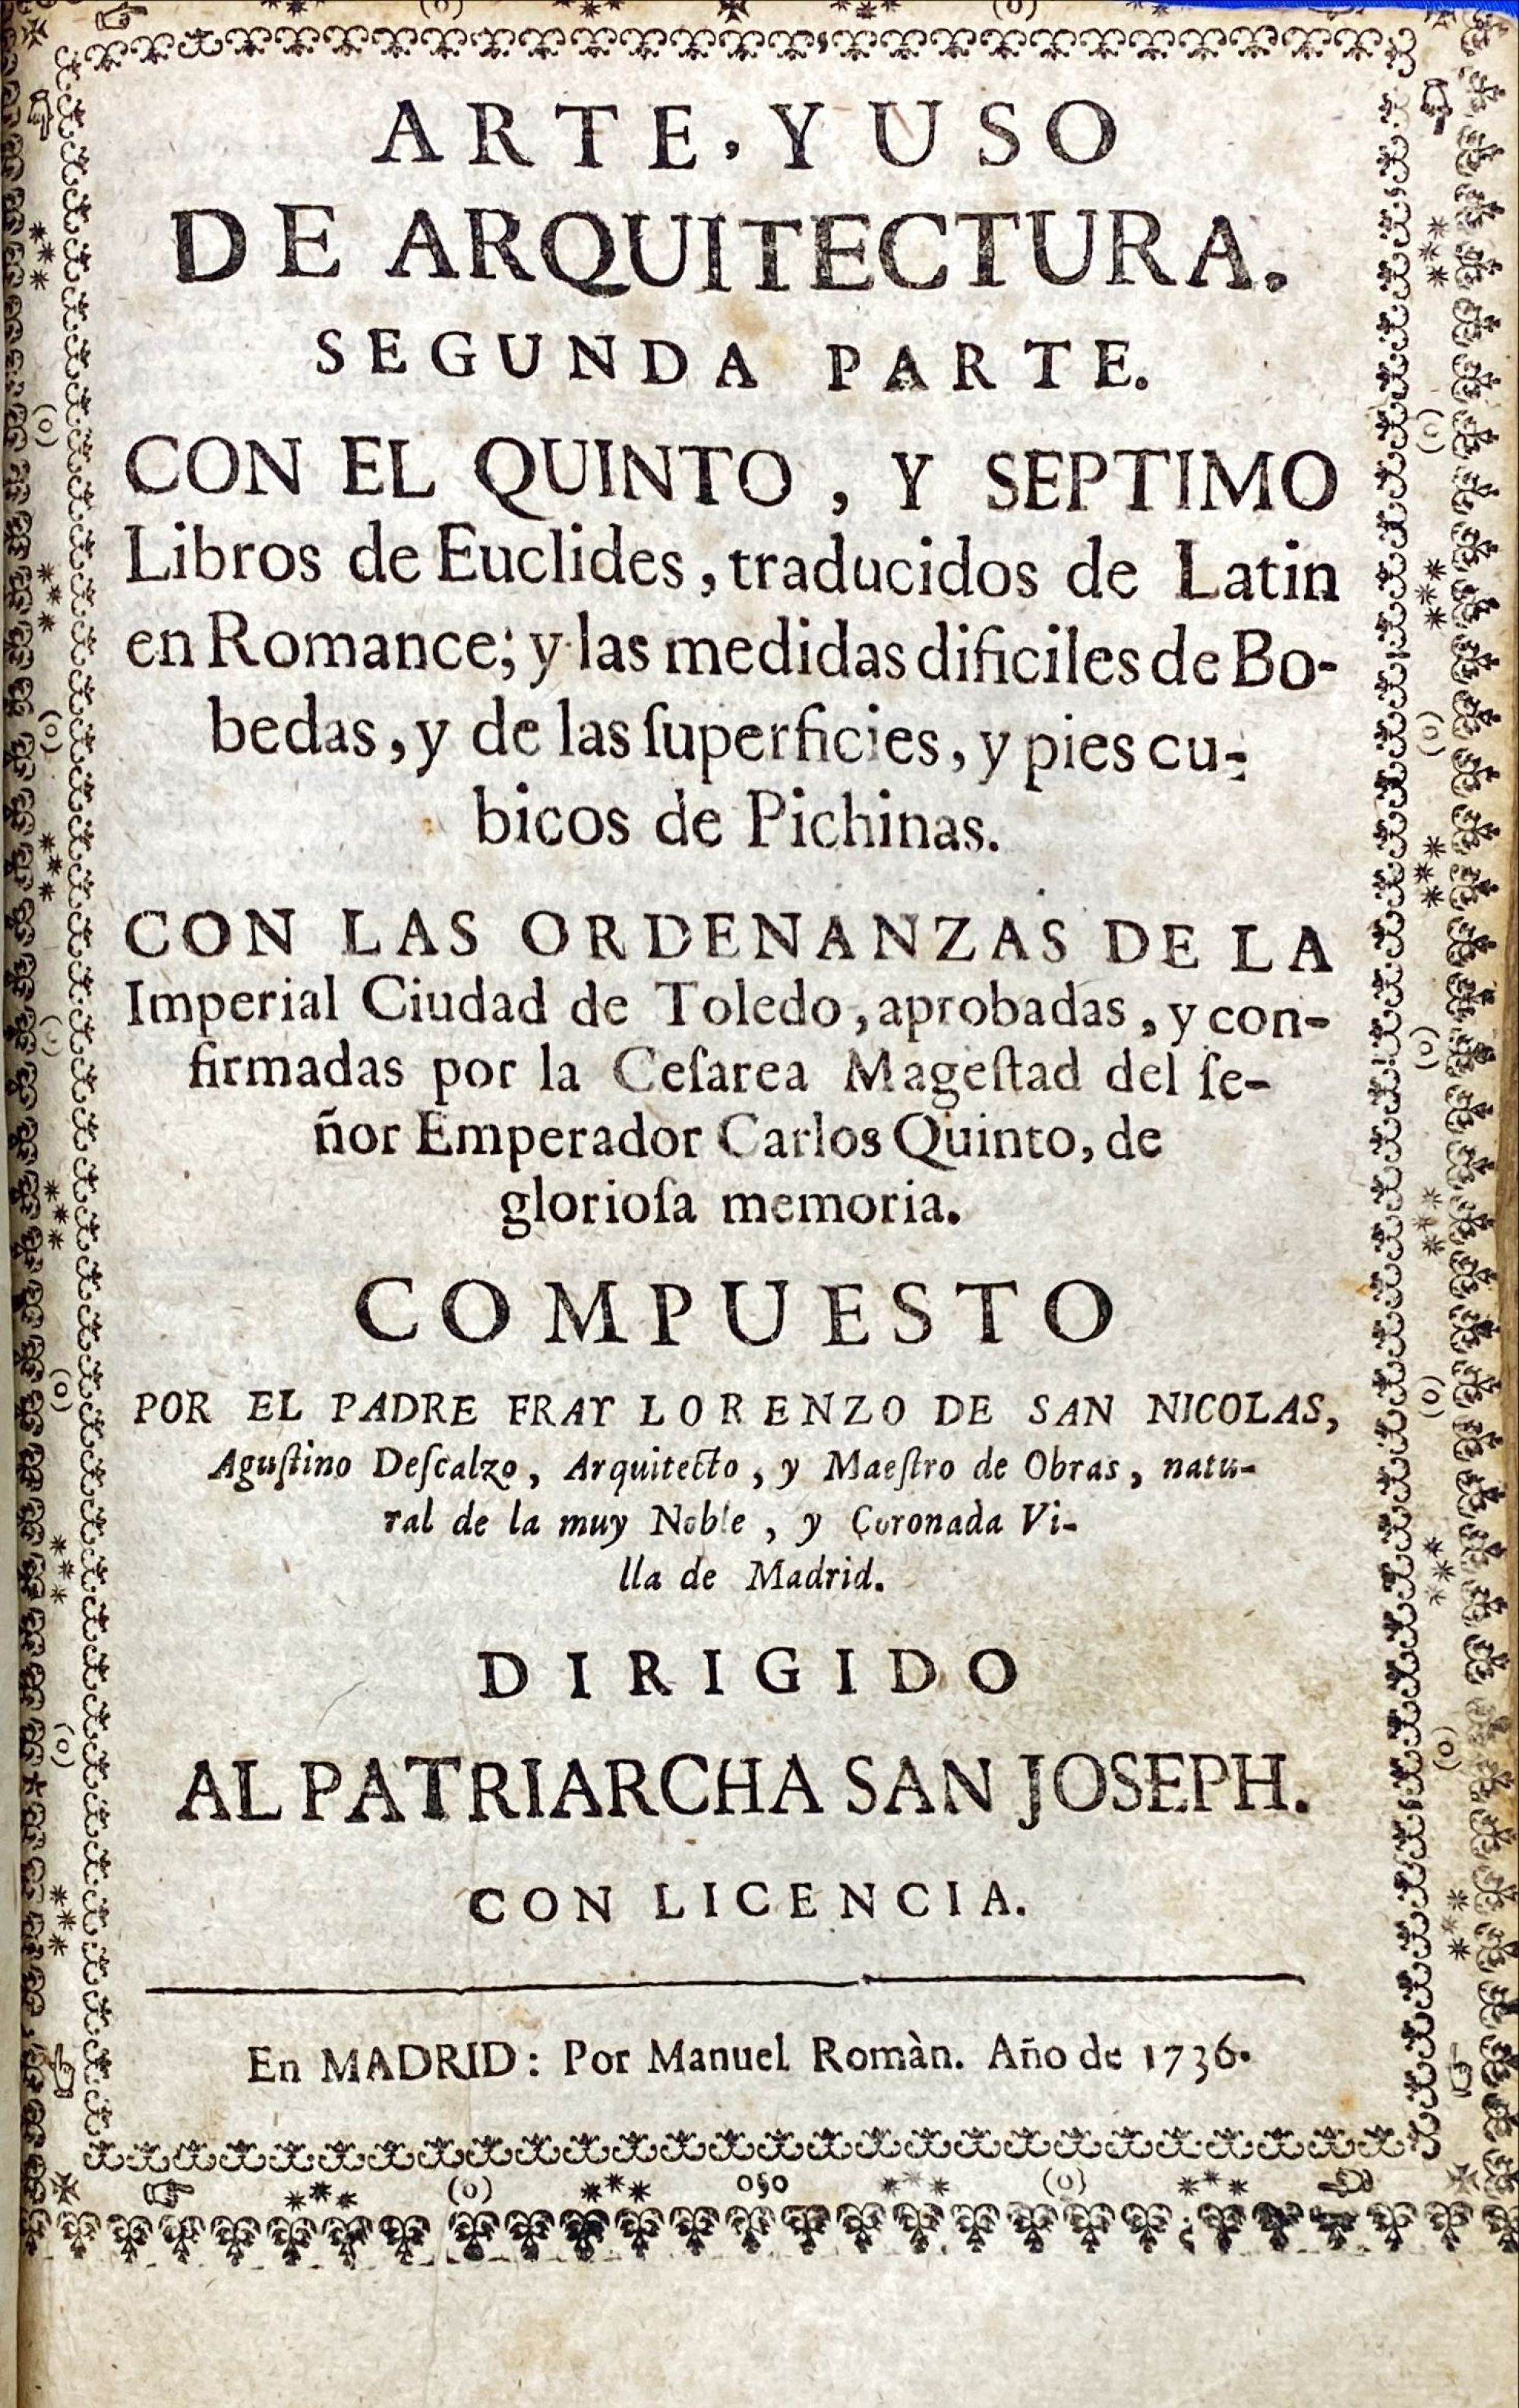 ARTE, Y USO
DE ARQUITECTURA.
SEGUNDA PARTE.
CON EL QUINTO, Y SEPTIMO
Libros de Euclides, traducidos de Latin
en Romance; y las medidas dificiles de Bo-
bedas, y de las ſuperficies, y pies cu-
bicos de Pichinas.
CON LAS ORDENANZAS DE LA
Imperial Ciudad de Toledo, aprobadas, y con-
firmadas por la Ceſarea Mageſtad del ſe-
ñor Emperador Carlos Quinto, de
glorioſa memoria.
COMPUESTO
POR EL PADRE FRAY LORENZO DE SAN NICOLAS,
Aguſtino Deſcalzo, Arquitecto, y Maeſtro de Obras, natu-
ral de la muy Noble, y Coronada Vi-
lla de Madrid.
DIRIGIDO
AL PATRIARCHA SAN JOSEPH.
CON LICENCIA.
En MADRID: Por Manuel Romàn. Año de 1736.